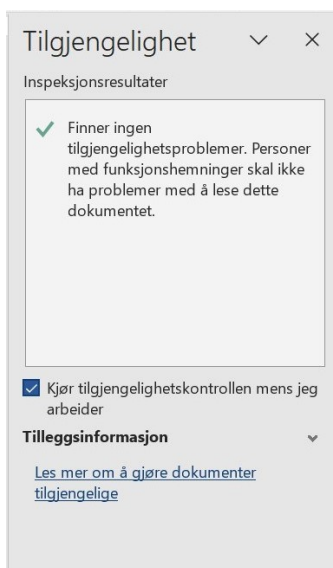 Tilgjengelighet
Inspeksjonsresultater
Finner ingen
tilgjengelighetsproblemer. Personer
med funksjonshemninger skal ikke
ha problemer med å lese dette
dokumentet.
Kjør tilgjengelighetskontrollen mens jeg
arbeider
Tilleggsinformasjon
Les mer om å gjøre dokumenter
tilgjengelige